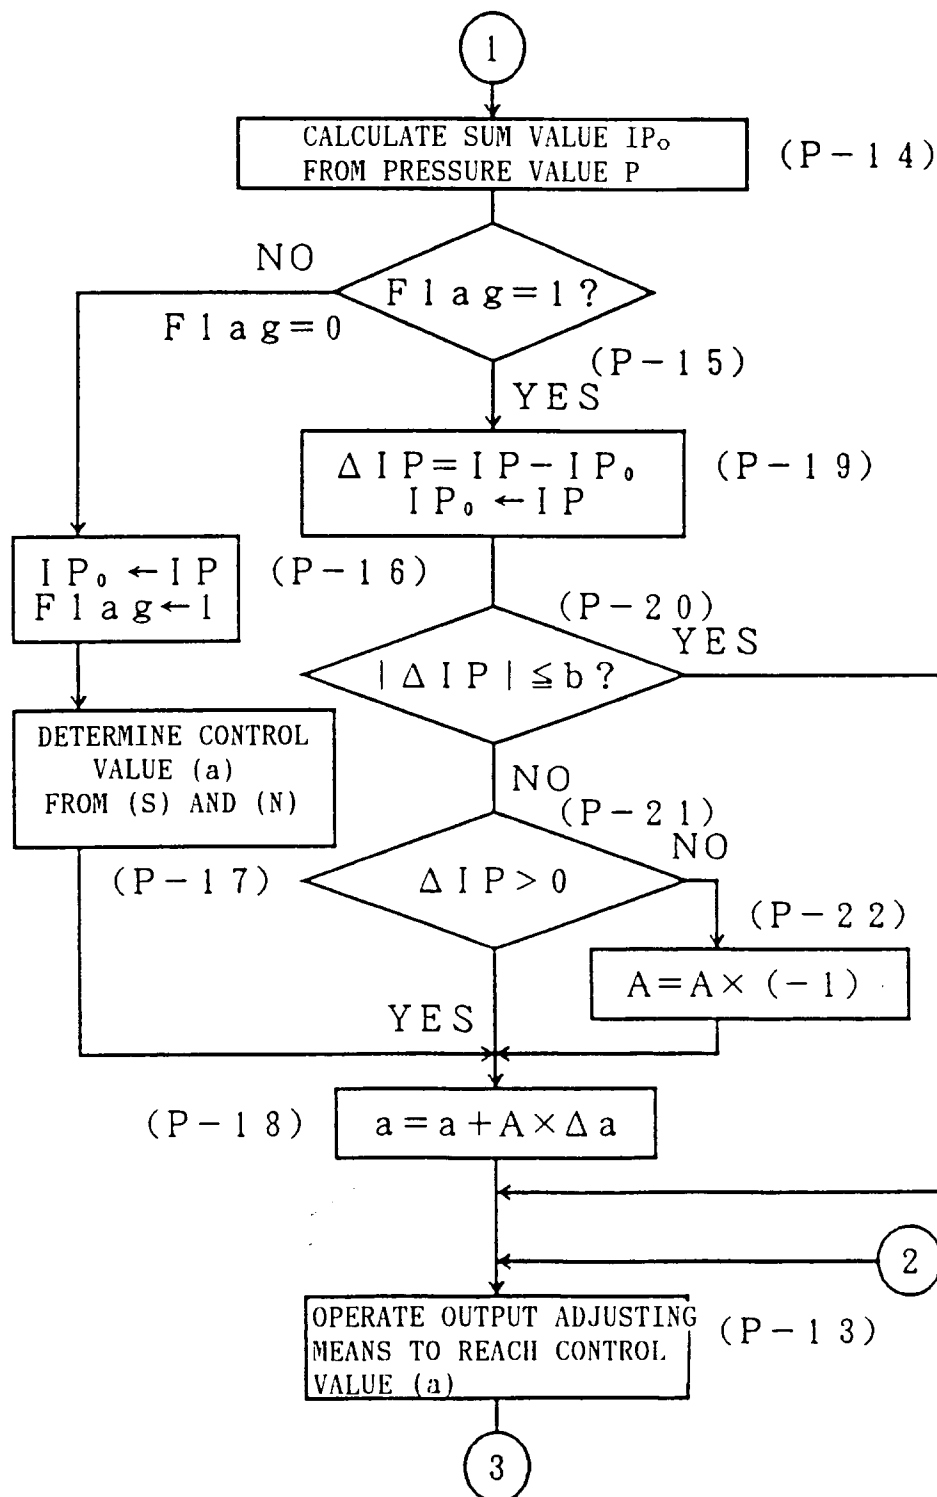 1
CALCULATE SUM VALUE IP₀
FROM PRESSURE VALUE P
(P-14)
NO
Flag=1?
Flag=0
(P-15)
YES
ΔIP=IP-IP₀
IP₀←IP
(P-19)
IP₀←IP
Flag←1
(P-16)
(P-20)
YES
|ΔIP|≦b?
DETERMINE CONTROL
VALUE (a)
FROM (S) AND (N)
NO
(P-21)
NO
(P-17)
ΔIP>0
(P-22)
A=A×(-1)
YES
(P-18)
a=a+A×Δa
2
OPERATE OUTPUT ADJUSTING
MEANS TO REACH CONTROL
VALUE (a)
(P-13)
3